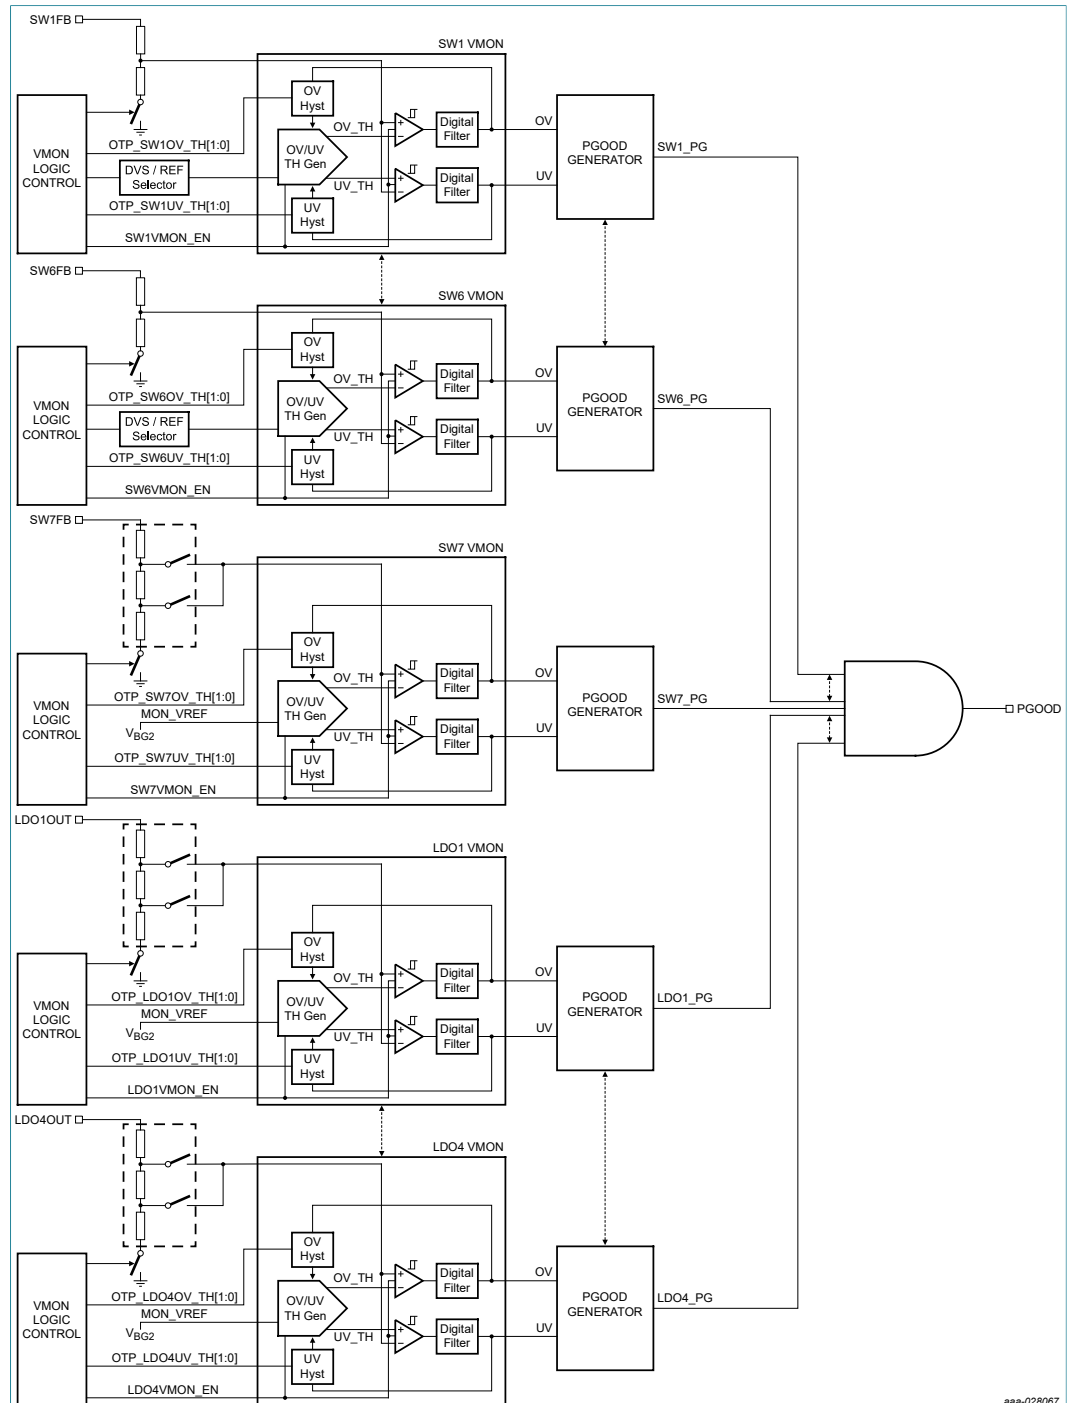 SW1FB
SW1 VMON
VMON
LOGIC
CONTROL
OTP_SW1OV_TH[1:0]
DVS / REF
Selector
OTP_SW1UV_TH[1:0]
SW1VMON_EN
OV
Hyst
OV/UV
TH Gen
UV
Hyst
OV_TH
UV_TH
+
−
+
−
Digital
Filter
Digital
Filter
OV
UV
PGOOD
GENERATOR
SW1_PG
SW6FB
SW6 VMON
VMON
LOGIC
CONTROL
OTP_SW6OV_TH[1:0]
DVS / REF
Selector
OTP_SW6UV_TH[1:0]
SW6VMON_EN
OV
Hyst
OV/UV
TH Gen
UV
Hyst
OV_TH
UV_TH
+
−
+
−
Digital
Filter
Digital
Filter
OV
UV
PGOOD
GENERATOR
SW6_PG
SW7FB
SW7 VMON
VMON
LOGIC
CONTROL
OTP_SW7OV_TH[1:0]
MON_VREF
VBG2
OTP_SW7UV_TH[1:0]
SW7VMON_EN
OV
Hyst
OV/UV
TH Gen
UV
Hyst
OV_TH
UV_TH
+
−
+
−
Digital
Filter
Digital
Filter
OV
UV
PGOOD
GENERATOR
SW7_PG
PGOOD
LDO1OUT
LDO1 VMON
VMON
LOGIC
CONTROL
OTP_LDO1OV_TH[1:0]
MON_VREF
VBG2
OTP_LDO1UV_TH[1:0]
LDO1VMON_EN
OV
Hyst
OV/UV
TH Gen
UV
Hyst
OV_TH
UV_TH
+
−
+
−
Digital
Filter
Digital
Filter
OV
UV
PGOOD
GENERATOR
LDO1_PG
LDO4OUT
LDO4 VMON
VMON
LOGIC
CONTROL
OTP_LDO4OV_TH[1:0]
MON_VREF
VBG2
OTP_LDO4UV_TH[1:0]
LDO4VMON_EN
OV
Hyst
OV/UV
TH Gen
UV
Hyst
OV_TH
UV_TH
+
−
+
−
Digital
Filter
Digital
Filter
OV
UV
PGOOD
GENERATOR
LDO4_PG
aaa-028067